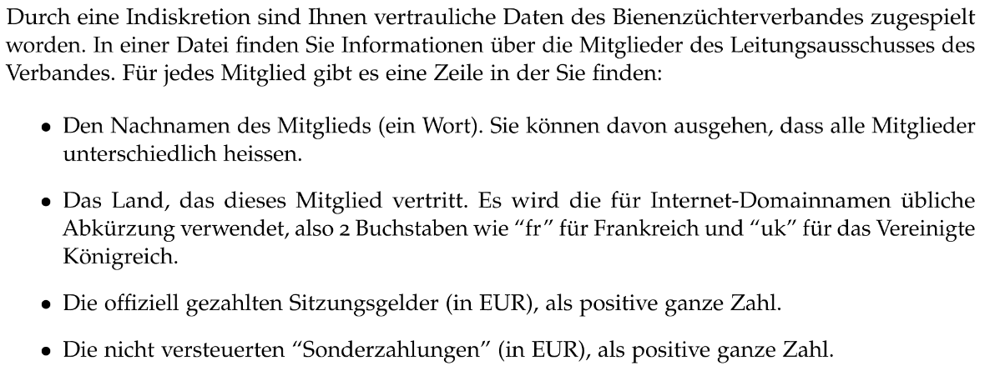 Durch eine Indiskretion sind Ihnen vertrauliche Daten des Bienenzüchterverbandes zugespielt
worden. In einer Datei finden Sie Informationen über die Mitglieder des Leitungsausschusses des
Verbandes. Für jedes Mitglied gibt es eine Zeile in der Sie finden:
• Den Nachnamen des Mitglieds (ein Wort). Sie können davon ausgehen, dass alle Mitglieder
unterschiedlich heissen.
• Das Land, das dieses Mitglied vertritt. Es wird die für Internet-Domainnamen übliche
Abkürzung verwendet, also 2 Buchstaben wie “fr” für Frankreich und “uk” für das Vereinigte
Königreich.
• Die offiziell gezahlten Sitzungsgelder (in EUR), als positive ganze Zahl.
• Die nicht versteuerten “Sonderzahlungen” (in EUR), als positive ganze Zahl.